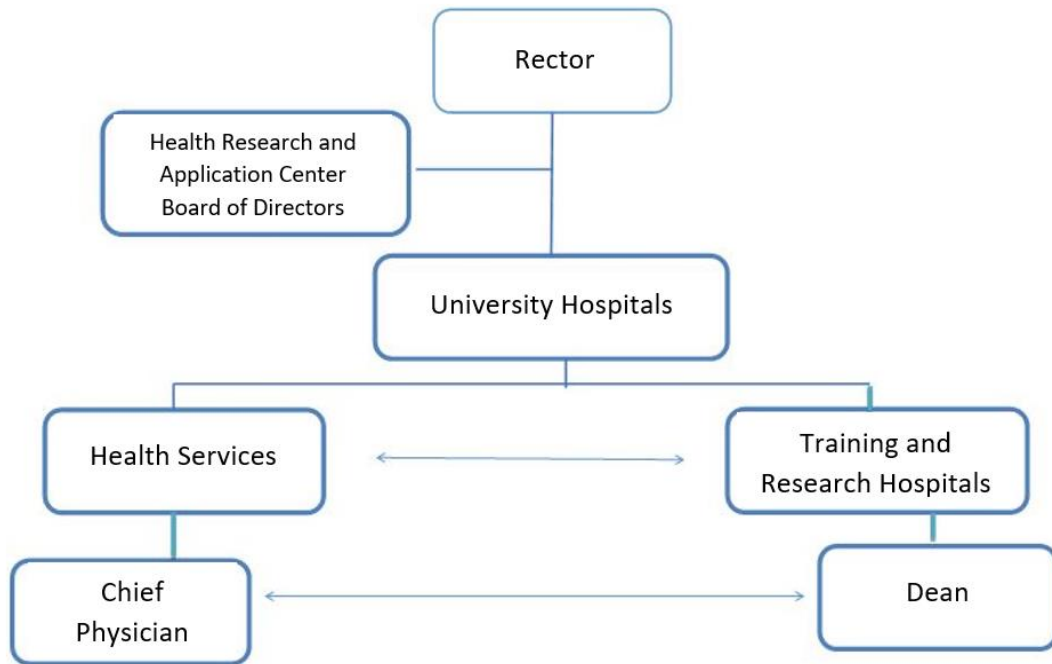 Rector
Health Research and
Application Center
Board of Directors
University Hospitals
Health Services
Training and
Research Hospitals
Chief
Physician
Dean